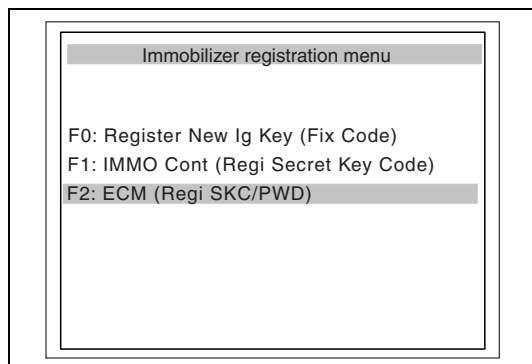 Immobilizer registration menu
F0: Register New Ig Key (Fix Code)
F1: IMMO Cont (Regi Secret Key Code)
F2: ECM (Regi SKC/PWD)